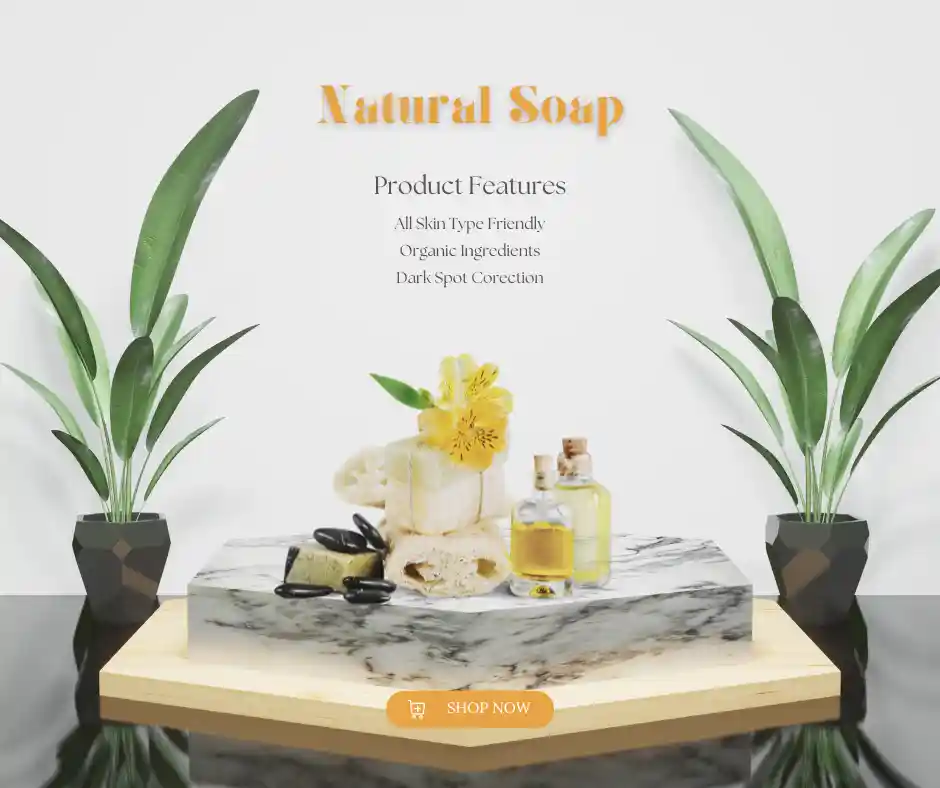 Natural Soap
Product Features
All Skin Type Friendly
Organic Ingredients
Dark Spot Corection
SHOP NOW